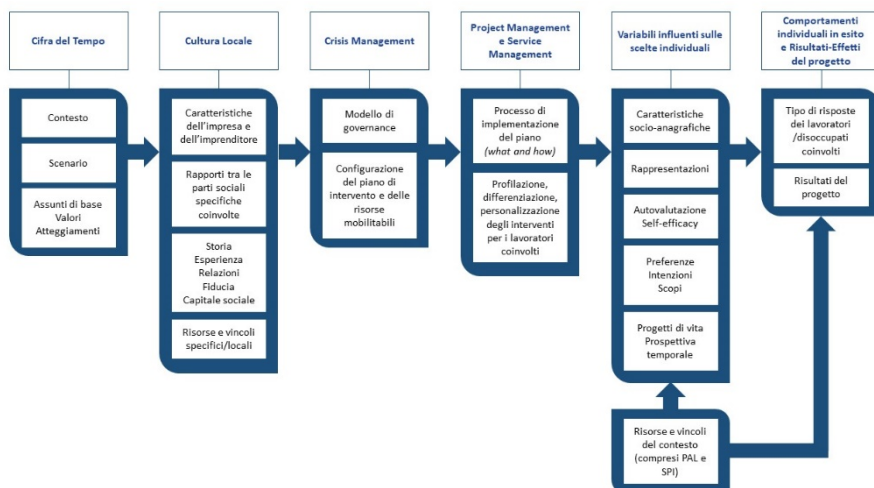 Cifra del Tempo
Contesto
Scenario
Assunti di base
Valori
Atteggiamenti
Cultura Locale
Caratteristiche
dell'impresa e
dell'imprenditore
Rapporti tra le
parti sociali
specifiche
coinvolte
Storia
Esperienza
Relazioni
Fiducia
Capitale sociale
Risorse e vincoli
specifici/locali
Crisis Management
Modello di
governance
Configurazione
del piano di
intervento e delle
risorse
mobilitabili
Project Management
e Service
Management
Processo di
implementazione
del piano
(what and how)
Profilazione,
differenziazione,
personalizzazione
degli interventi
per i lavoratori
coinvolti
Variabili influenti sulle
scelte individuali
Caratteristiche
socio-anagrafiche
Rappresentazioni
Autovalutazione
Self-efficacy
Preferenze
Intenzioni
Scopi
Progetti di vita
Prospettiva
temporale
Risorse e vincoli
del contesto
(compresi PAL e
SPI)
Comportamenti
individuali in esito
e Risultati-Effetti
del progetto
Tipo di risposte
dei lavoratori
/disoccupati
coinvolti
Risultati del
progetto